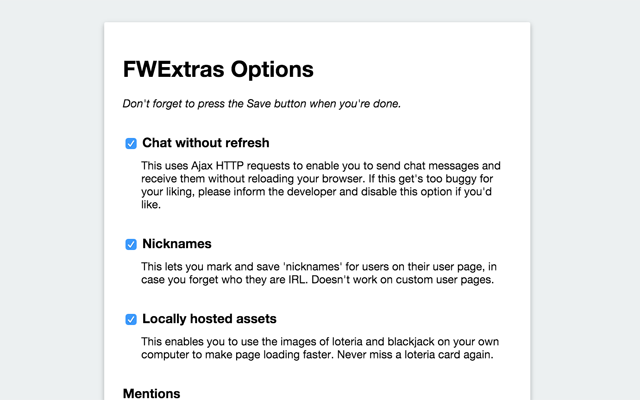 FWExtras Options
Don't forget to press the Save button when you're done.
Chat without refresh
This uses Ajax HTTP requests to enable you to send chat messages and
receive them without reloading your browser. If this get's too buggy for
your liking, please inform the developer and disable this option if you'd
like.
Nicknames
This lets you mark and save 'nicknames' for users on their user page, in
case you forget who they are IRL. Doesn't work on custom user pages.
Locally hosted assets
This enables you to use the images of loteria and blackjack on your own
computer to make page loading faster. Never miss a loteria card again.
Mentions